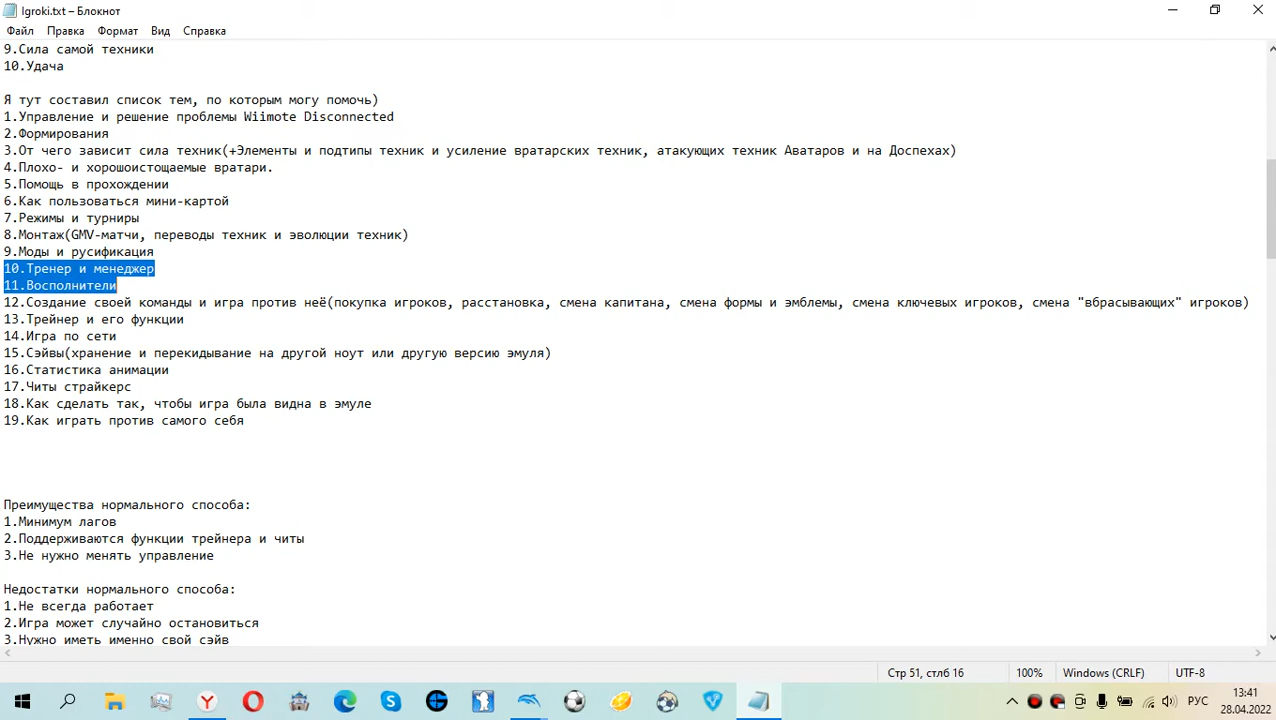 Igroki.txt – Блокнот
Файл Правка Формат Вид Справка
9.Сила самой техники
10.Удача
Я тут составил список тем, по которым могу помочь)
1.Управление и решение проблемы Wiimote Disconnected
2.Формирования
3.От чего зависит сила техник(+Элементы и подтипы техник и усиление вратарских техник, атакующих техник Аватаров и на Доспехах)
4.Плохо- и хорошоистощаемые вратари.
5.Помощь в прохождении
6.Как пользоваться мини-картой
7.Режимы и турниры
8.Монтаж(GMV-матчи, переводы техник и эволюции техник)
9.Моды и русификация
10.Тренер и менеджер
11.Восполнители
12.Создание своей команды и игра против неё(покупка игроков, расстановка, смена капитана, смена формы и эмблемы, смена ключевых игроков, смена "вбрасывающих" игроков)
13.Трейнер и его функции
14.Игра по сети
15.Сэйвы(хранение и перекидывание на другой ноут или другую версию эмуля)
16.Статистика анимации
17.Читы страйкерс
18.Как сделать так, чтобы игра была видна в эмуле
19.Как играть против самого себя
Преимущества нормального способа:
1.Минимум лагов
2.Поддерживаются функции трейнера и читы
3.Не нужно менять управление
Недостатки нормального способа:
1.Не всегда работает
2.Игра может случайно остановиться
3.Нужно иметь именно свой сэйв
Стр 51, стлб 16 100% Windows (CRLF) UTF-8
РУС
13:41
28.04.2022